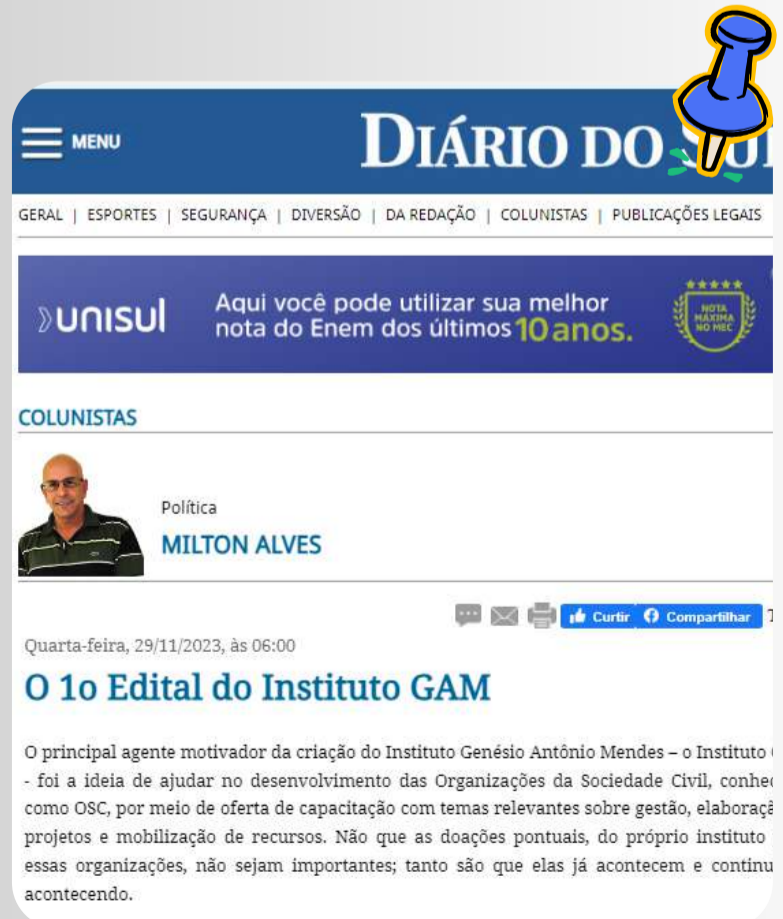 MENU
DIÁRIO DO
GERAL | ESPORTES | SEGURANÇA | DIVERSÃO | DA REDAÇÃO | COLUNISTAS | PUBLICAÇÕES LEGAIS
unisul
Aqui você pode utilizar sua melhor
nota do Enem dos últimos 10 anos.
NOTA
MÁXIMA
NO MEC
COLUNISTAS
Política
MILTON ALVES
Curtir Compartilhar
Quarta-feira, 29/11/2023, às 06:00
O 1o Edital do Instituto GAM
O principal agente motivador da criação do Instituto Genésio Antônio Mendes – o Instituto
- foi a ideia de ajudar no desenvolvimento das Organizações da Sociedade Civil,
como OSC, por meio de oferta de capacitação com temas relevantes sobre gestão,
projetos e mobilização de recursos. Não que as doações pontuais, do próprio instituto
essas organizações, não sejam importantes; tanto são que elas já acontecem e
acontecendo.